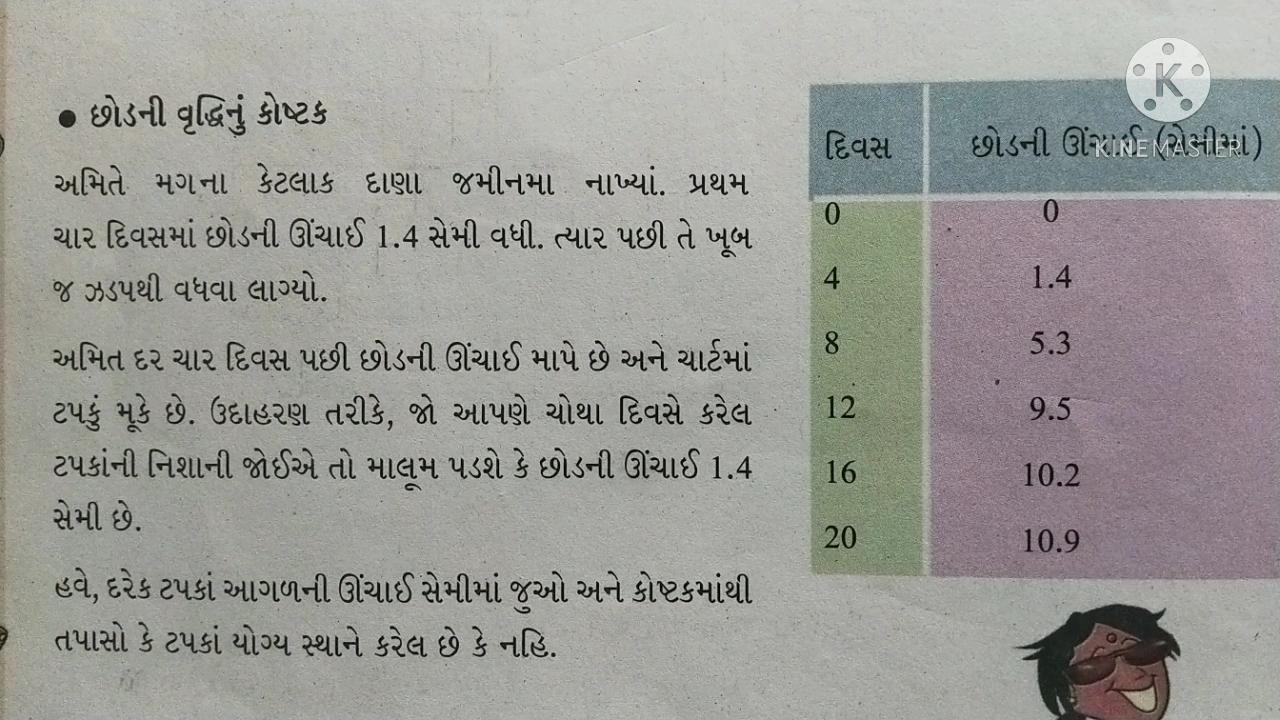 • છોડની વૃદ્ધિનું કોષ્ટક
અમિતે મગના કેટલાક દાણા જમીનમા નાખ્યાં. પ્રથમ
ચાર દિવસમાં છોડની ઊંચાઈ 1.4 સેમી વધી. ત્યાર પછી તે ખૂબ
જ ઝડપથી વધવા લાગ્યો.
અમિત દર ચાર દિવસ પછી છોડની ઊંચાઈ માપે છે અને ચાર્ટમાં
ટપકું મૂકે છે. ઉદાહરણ તરીકે, જો આપણે ચોથા દિવસે કરેલ
ટપકાંની નિશાની જોઈએ તો માલૂમ પડશે કે છોડની ઊંચાઈ 1.4
સેમી છે.
હવે, દરેક ટપકાં આગળની ઊંચાઈ સેમીમાં જુઓ અને કોષ્ટકમાંથી
તપાસો કે ટપકાં યોગ્ય સ્થાને કરેલ છે કે નહિ.
K
KINEMASTER
દિવસ છોડની ઊંચાઈ (સેમીમાં)
0 0
4 1.4
8 5.3
12 9.5
16 10.2
20 10.9